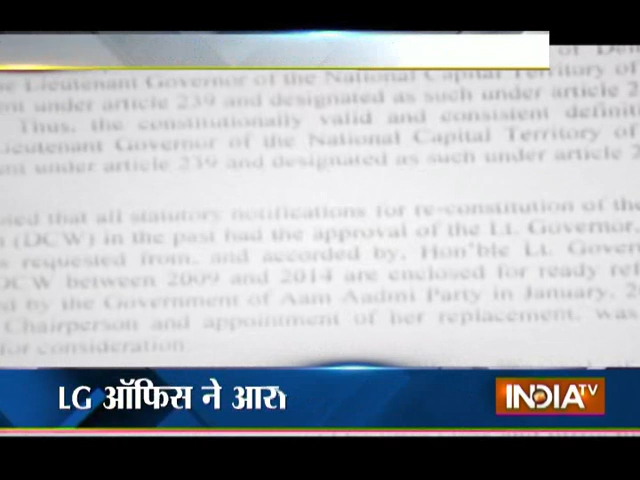 of Delhi
Lieutenant Governor of the National Capital Territory of
under article 239 and designated as such under article 2
Thus, the constitutionally valid and consistent
Lieutenant Governor of the National Capital Territory of
under article 239 and designated as such under article 2
that all statutory notifications for re-constitution of the
(DCW) in the past had the approval of the Lt. Governor.
requested from, and accorded by, Hon'ble Lt.
DCW between 2009 and 2014 are enclosed for ready
by the Government of Aam Aadmi Party in January, 2
Chairperson and appointment of her replacement, was
for consideration
LG ऑफिस ने
INDIA TV